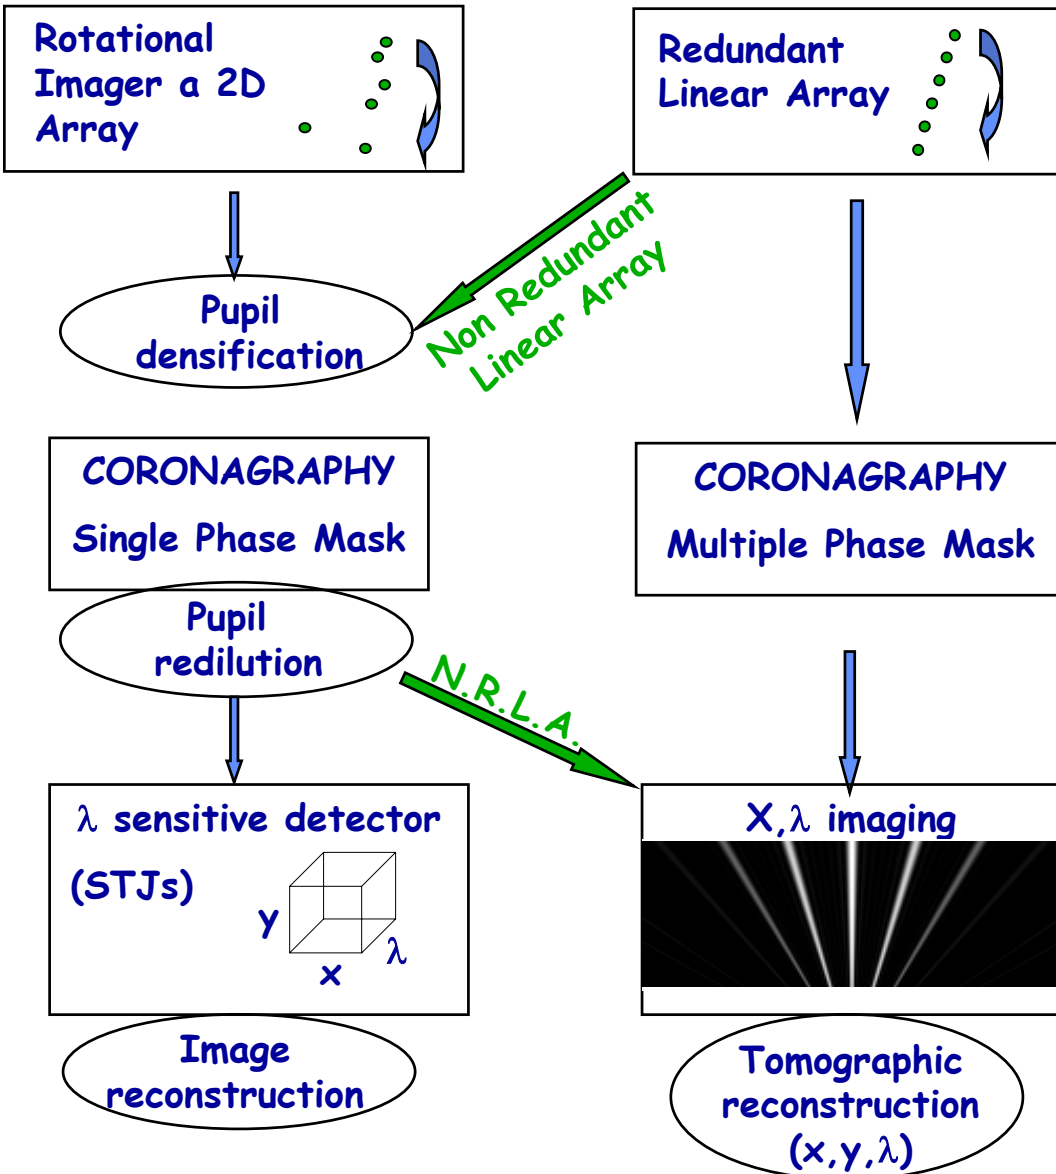 Rotational
Imager a 2D
Array
Redundant
Linear Array
Non Redundant
Linear Array
Pupil
densification
CORONAGRAPHY
Single Phase Mask
CORONAGRAPHY
Multiple Phase Mask
Pupil
redilution
N.R.L.A.
λ sensitive detector
(STJs)
y
λ
x
X,λ imaging
Image
reconstruction
Tomographic
reconstruction
(x,y,λ)